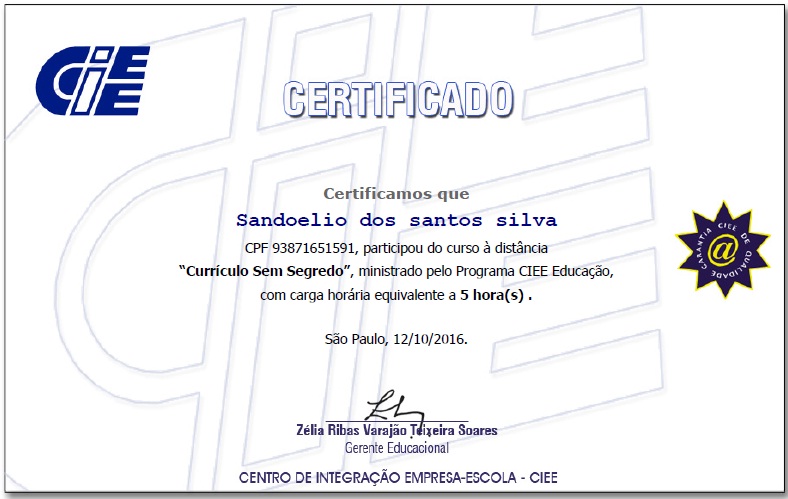 CiEE
CERTIFICADO
Certificamos que
Sandoelio dos santos silva
CPF 93871651591, participou do curso à distância
“Currículo Sem Segredo”, ministrado pelo Programa CIEE Educação,
com carga horária equivalente a 5 hora(s) .
GARANTIA CIEE DE QUALIDADE
@
São Paulo, 12/10/2016.
Zélia Ribas Varajão Teixeira Soares
Gerente Educacional
CENTRO DE INTEGRAÇÃO EMPRESA-ESCOLA - CIEE